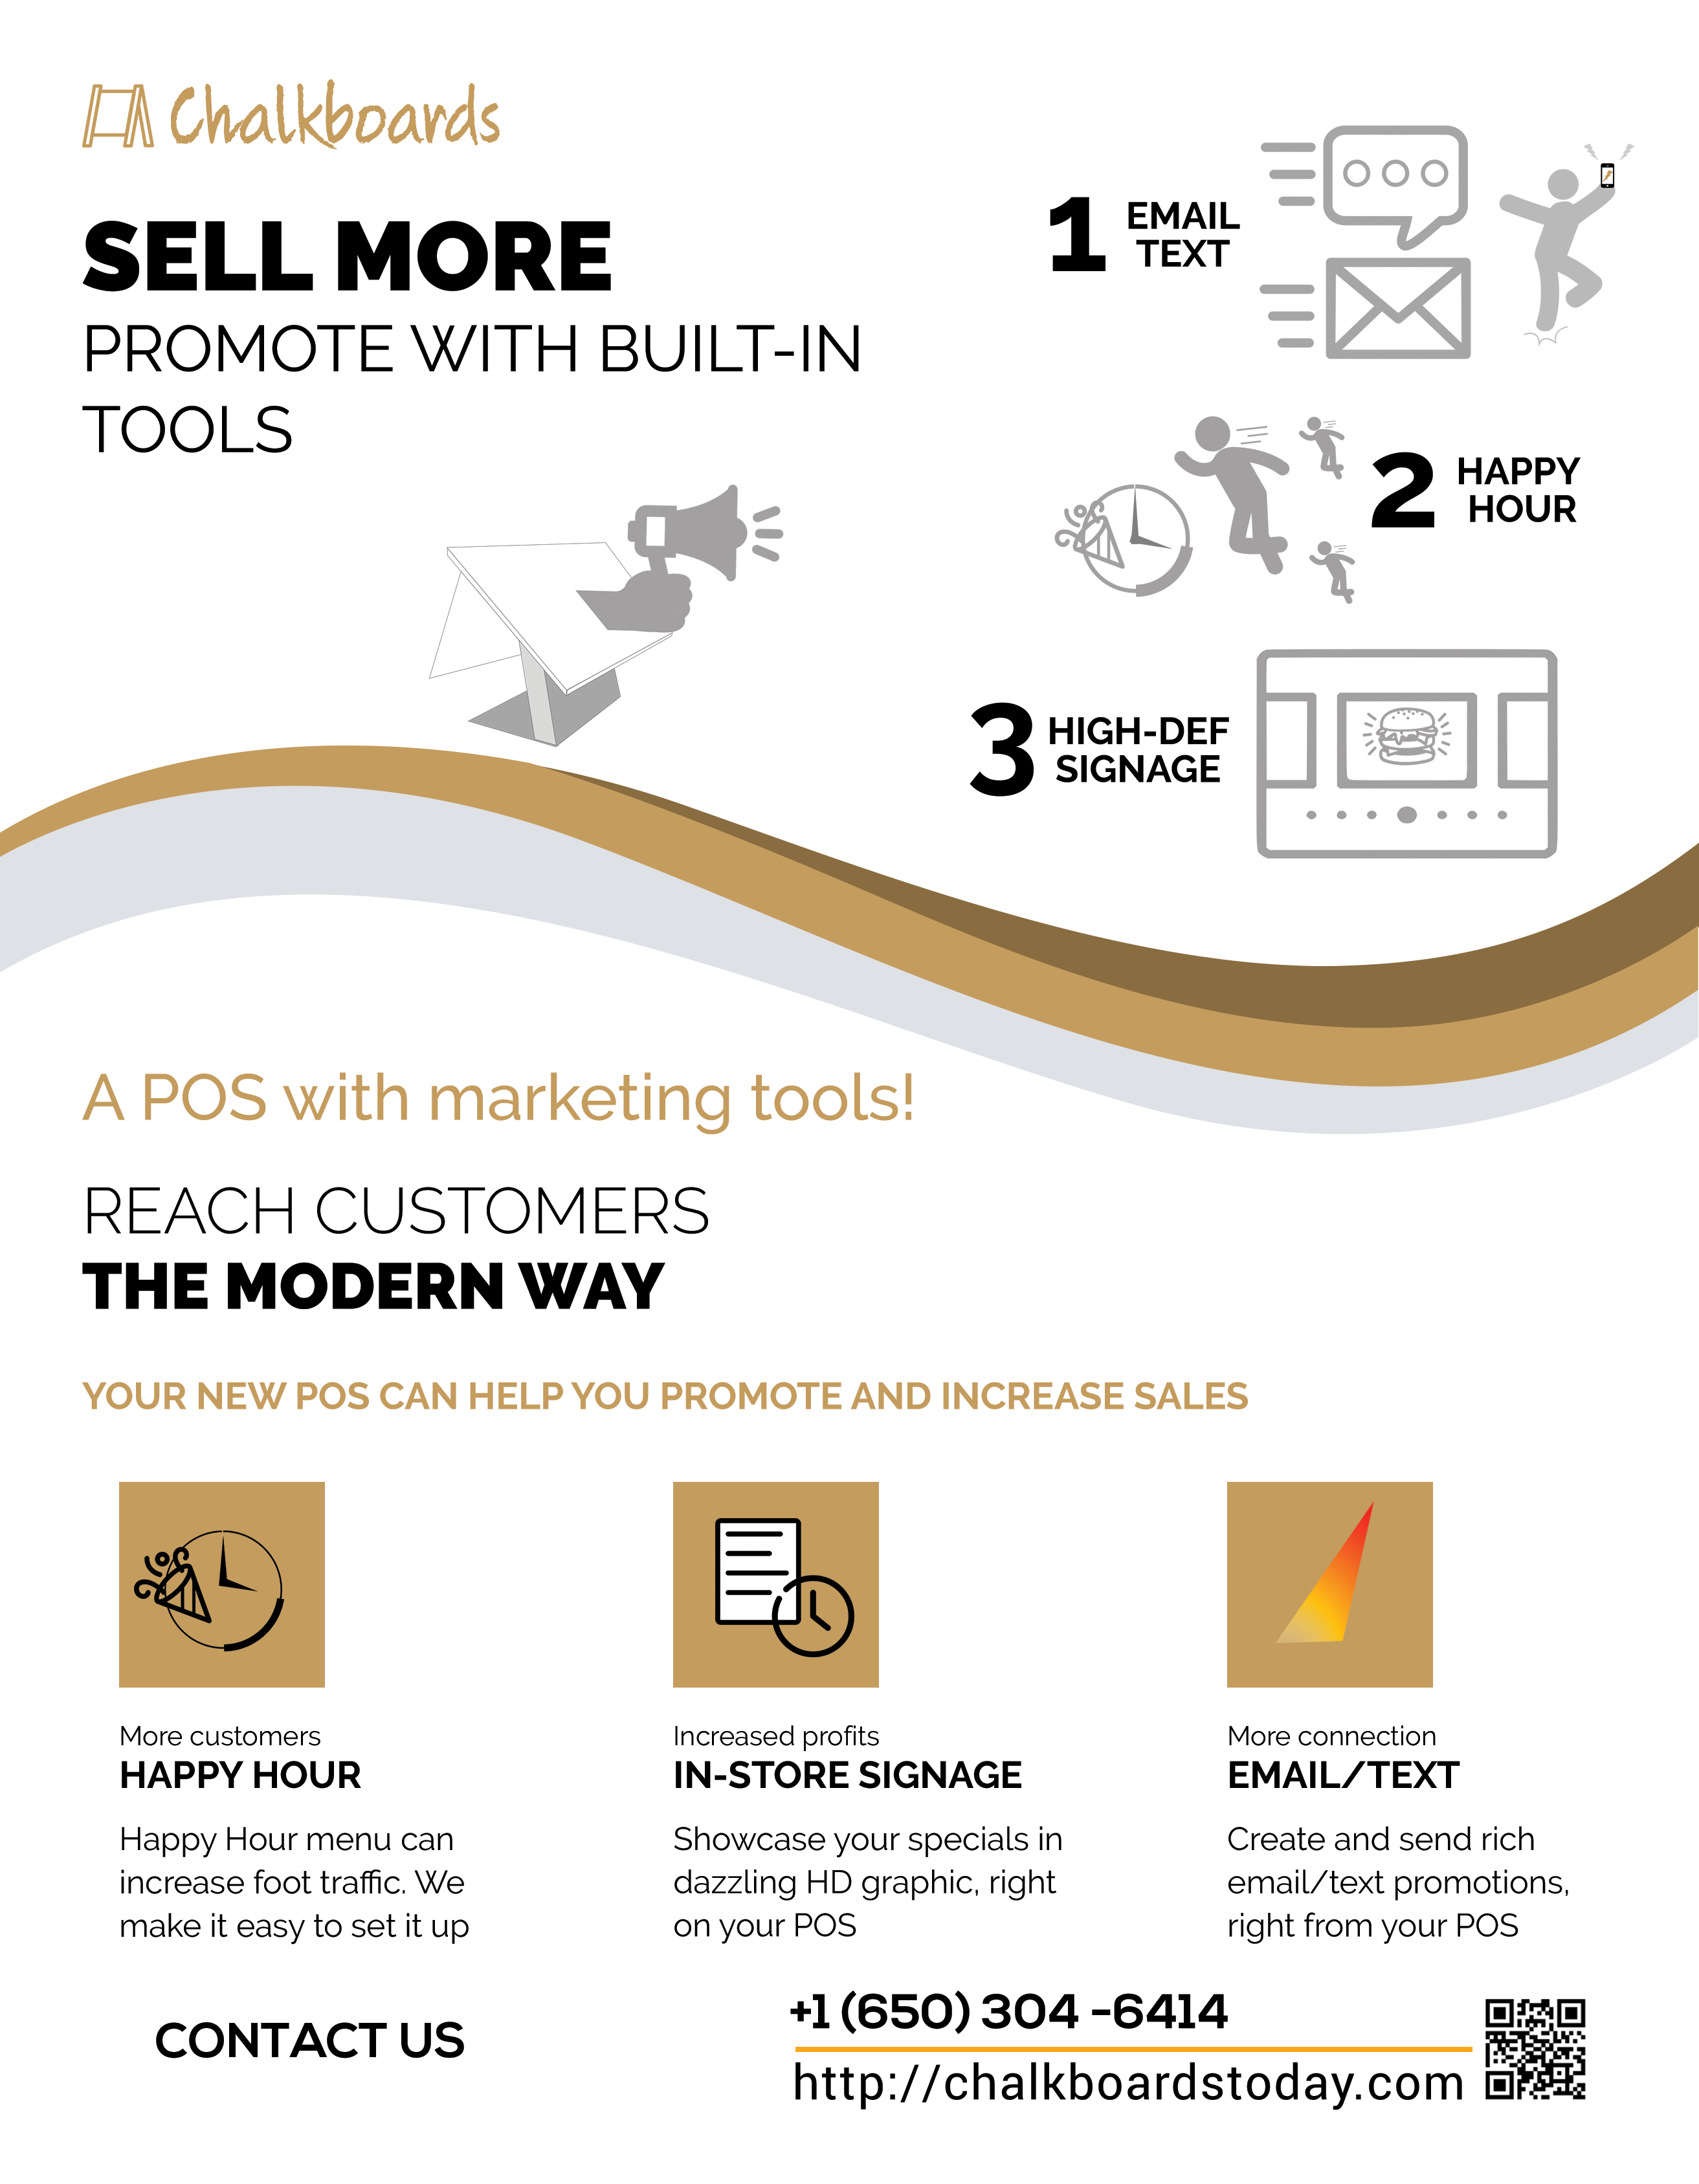 Chalkboards
SELL MORE
PROMOTE WITH BUILT-IN
TOOLS
1 EMAIL
TEXT
2 HAPPY
HOUR
3 HIGH-DEF
SIGNAGE
A POS with marketing tools!
REACH CUSTOMERS
THE MODERN WAY
YOUR NEW POS CAN HELP YOU PROMOTE AND INCREASE SALES
More customers
HAPPY HOUR
Happy Hour menu can
increase foot traffic. We
make it easy to set it up
Increased profits
IN-STORE SIGNAGE
Showcase your specials in
dazzling HD graphic, right
on your POS
More connection
EMAIL/TEXT
Create and send rich
email/text promotions,
right from your POS
CONTACT US
+1 (650) 304 -6414
http://chalkboardstoday.com